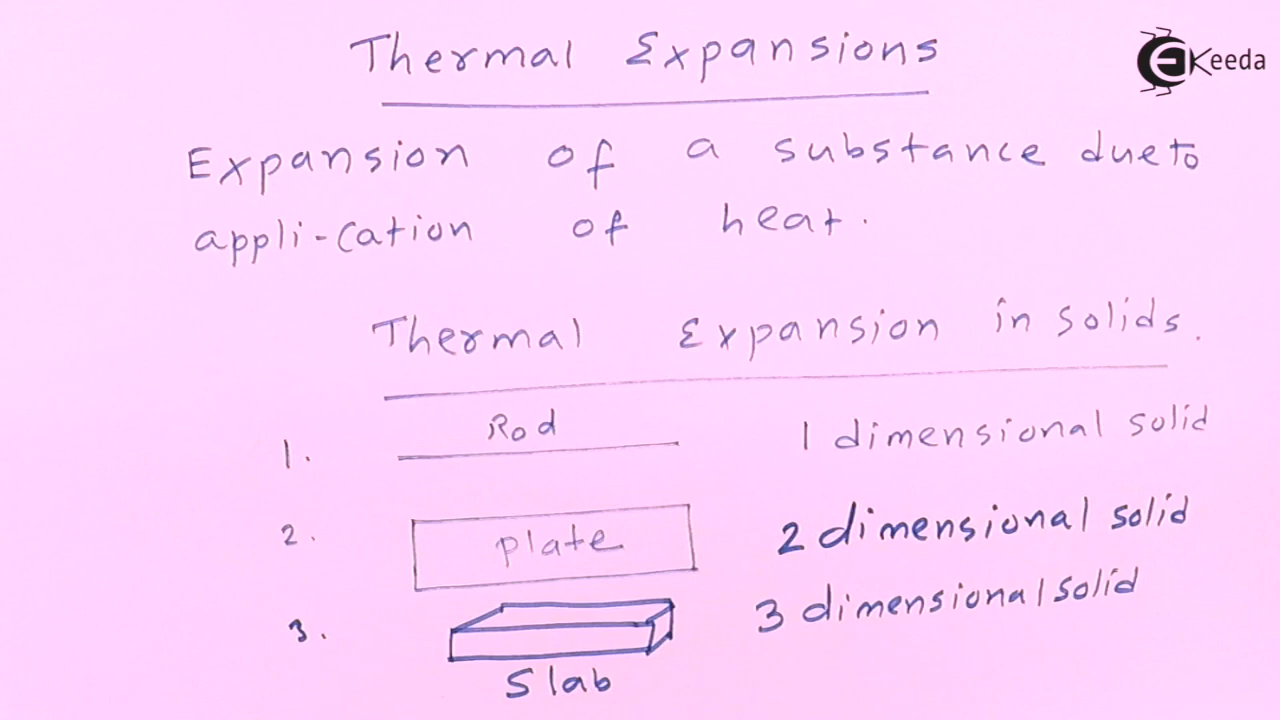 Thermal Expansions
EKeeda
Expansion of a substance due to
appli-cation of heat.
Thermal Expansion in solids.
1. Rod 1 dimensional solid
2. plate 2 dimensional solid
3. 3 dimensional solid
Slab